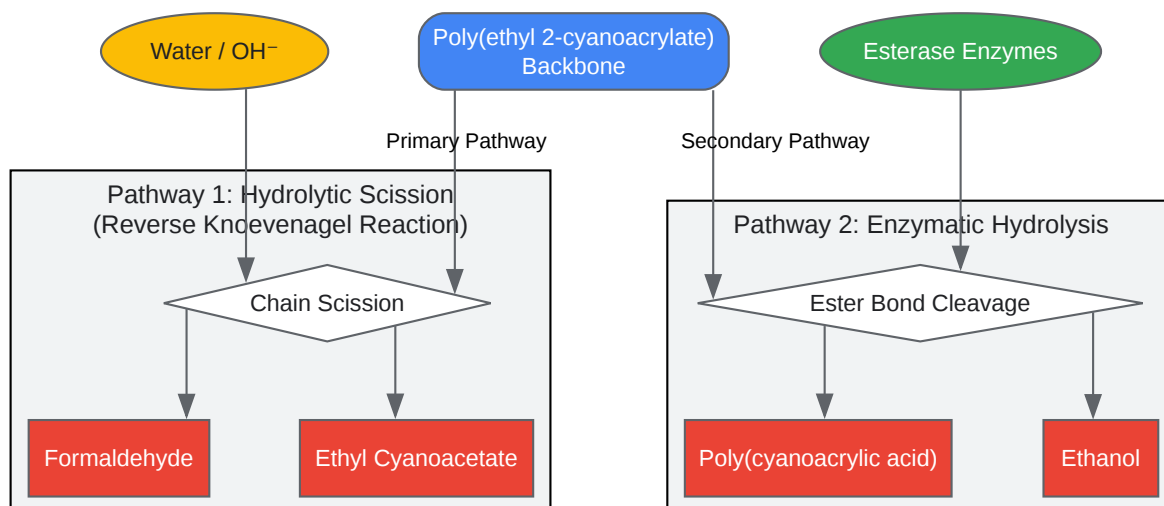 Water / OH⁻
Poly(ethyl 2-cyanoacrylate)
Backbone
Esterase Enzymes
Primary Pathway
Secondary Pathway
Pathway 1: Hydrolytic Scission
(Reverse Knoevenagel Reaction)
Pathway 2: Enzymatic Hydrolysis
Chain Scission
Ester Bond Cleavage
Formaldehyde
Ethyl Cyanoacetate
Poly(cyanoacrylic acid)
Ethanol